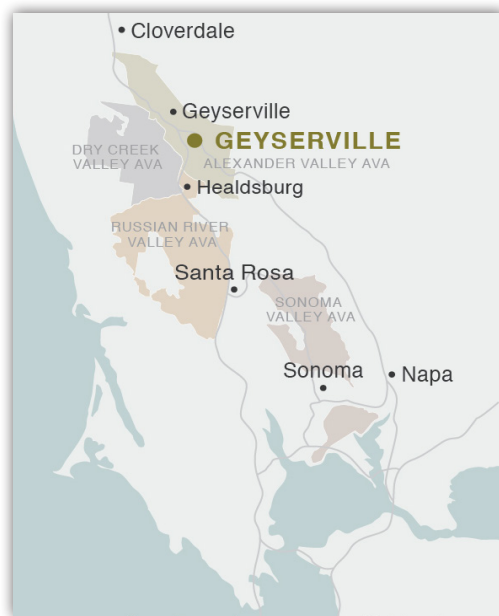 Cloverdale
Geyserville
GEYSERVILLE
DRY CREEK
VALLEY AVA
ALEXANDER VALLEY AVA
Healdsburg
RUSSIAN RIVER
VALLEY AVA
Santa Rosa
SONOMA
VALLEY AVA
Sonoma
Napa